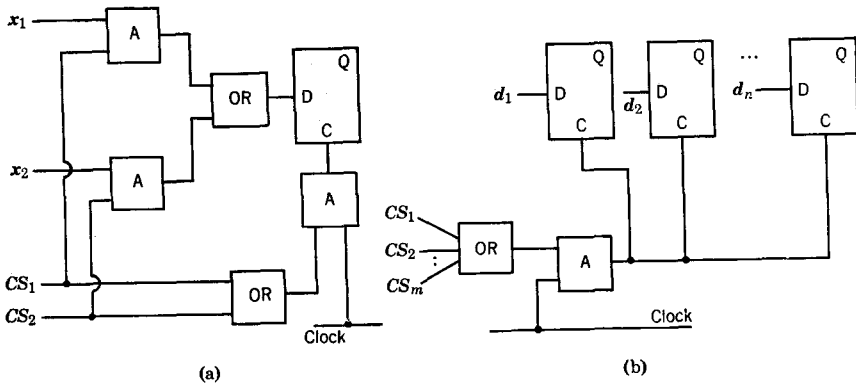 x₁
A
OR
D
Q
C
x₂
A
A
CS₁
CS₂
OR
Clock
(a)
Q
d₁
D
C
Q
d₂
D
C
...
Q
dₙ
D
C
CS₁
CS₂
:
CSₘ
OR
A
Clock
(b)